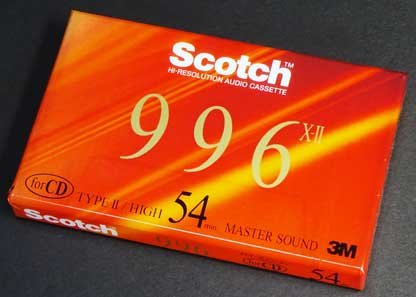 Scotch™
HI-RESOLUTION AUDIO CASSETTE
996 X-II
for CD TYPE II / HIGH 54 min. MASTER SOUND 3M
Scotch 996 for CD 54